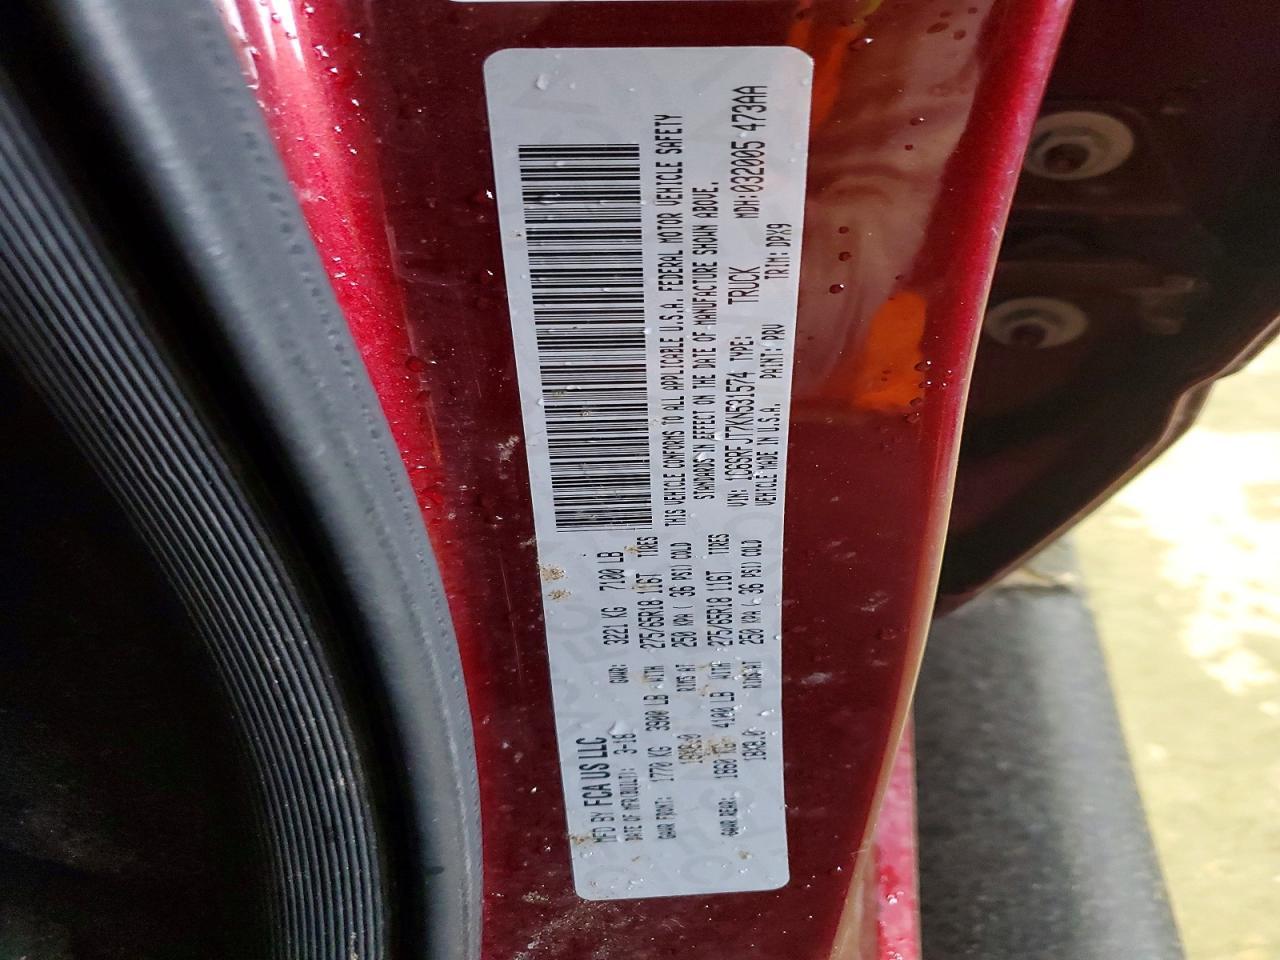 MFD BY FCA US LLC
DATE OF MFR(BUILT): 3-18 GVWR: 3221 KG 7100 LB
GAWR FRONT: 1770 KG 3900 LB WITH 275/65R18 116T TIRES
18X8.0 RIMS AT 250 KPA ( 36 PSI) COLD
GAWR REAR: 1860 KG 4100 LB WITH 275/65R18 116T TIRES
18X8.0 RIMS AT 250 KPA ( 36 PSI) COLD
THIS VEHICLE CONFORMS TO ALL APPLICABLE U.S.A. FEDERAL MOTOR VEHICLE SAFETY
STANDARDS IN EFFECT ON THE DATE OF MANUFACTURE SHOWN ABOVE.
VIN: 1C6SRFJT7KN531574 TYPE: TRUCK MDH: 032005 473AA
VEHICLE MADE IN U.S.A. PAINT: PRV TRIM: DPX9